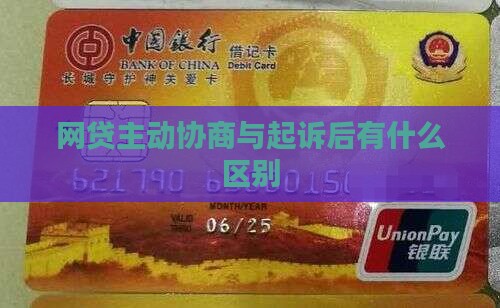 中国銀行
借记卡
BANK OF CHINA
Debit Card
长城守护神关爱卡
网贷主动协商与起诉后有什么
区别
MONTH/YEAR
VALID
THRU
06/25
UnionPay
银联